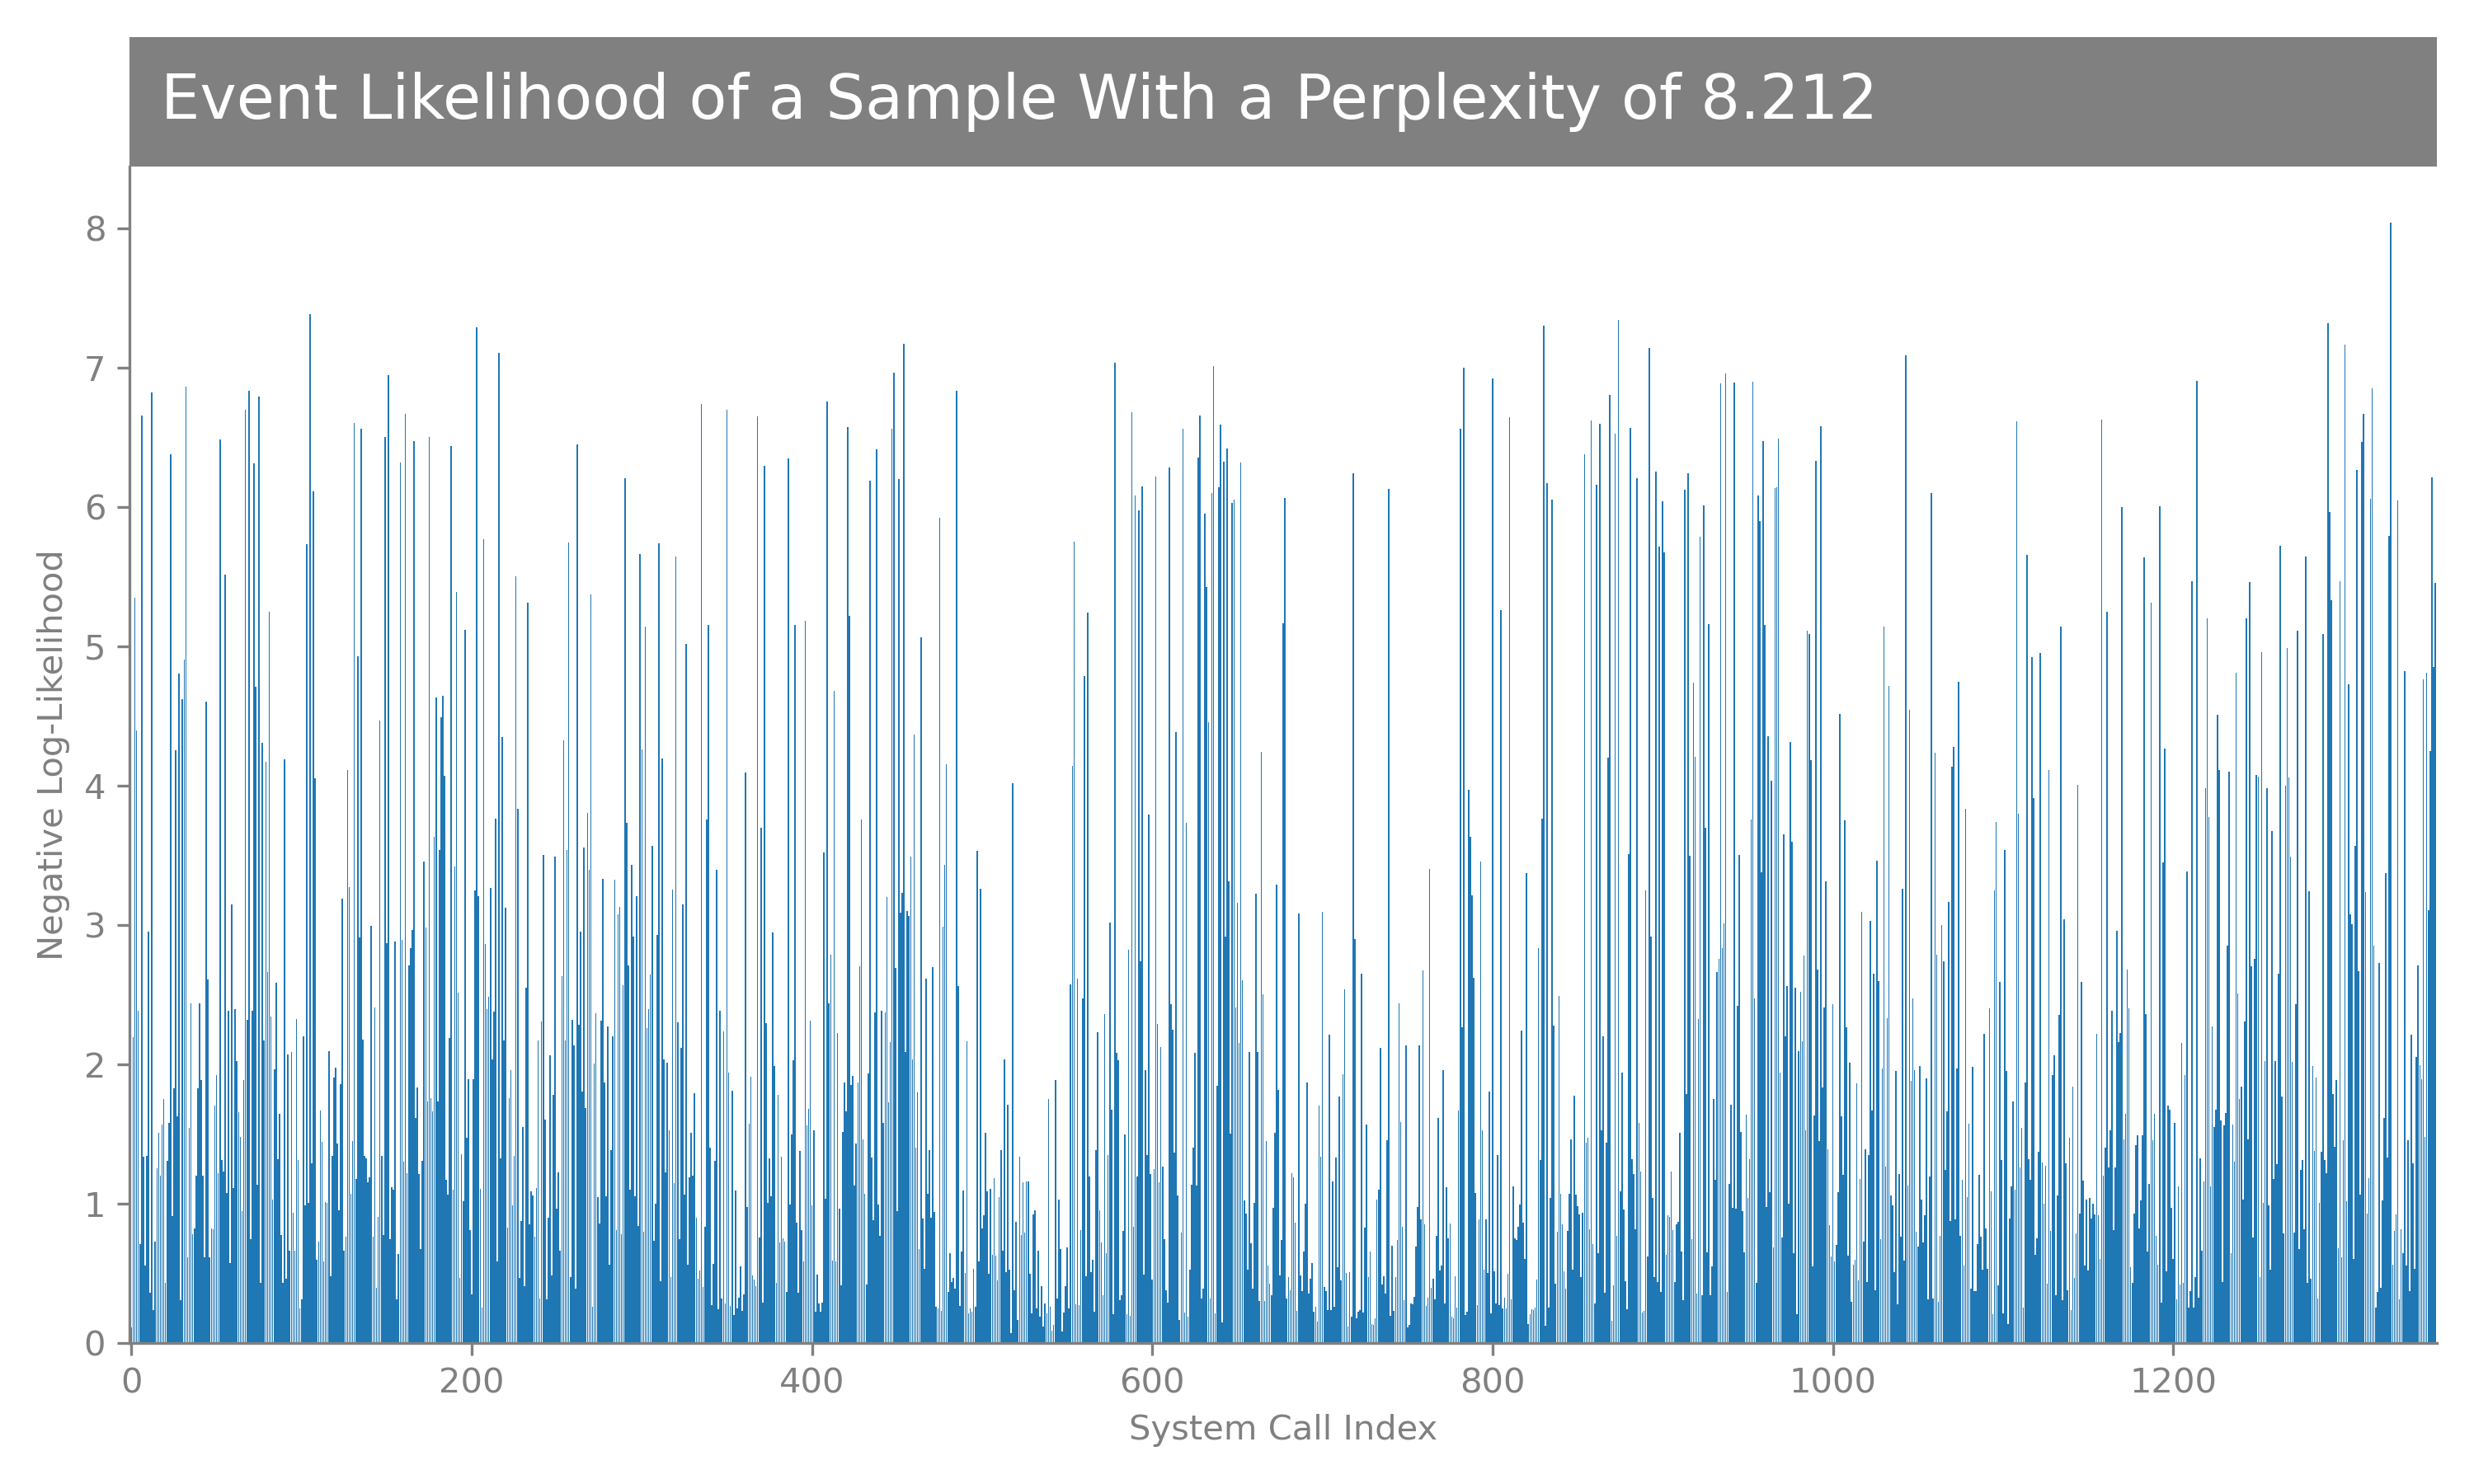 Event Likelihood of a Sample With a Perplexity of 8.212
8
7
6
5
4
3
2
1
0
Negative Log-Likelihood
0 200 400 600 800 1000 1200
System Call Index